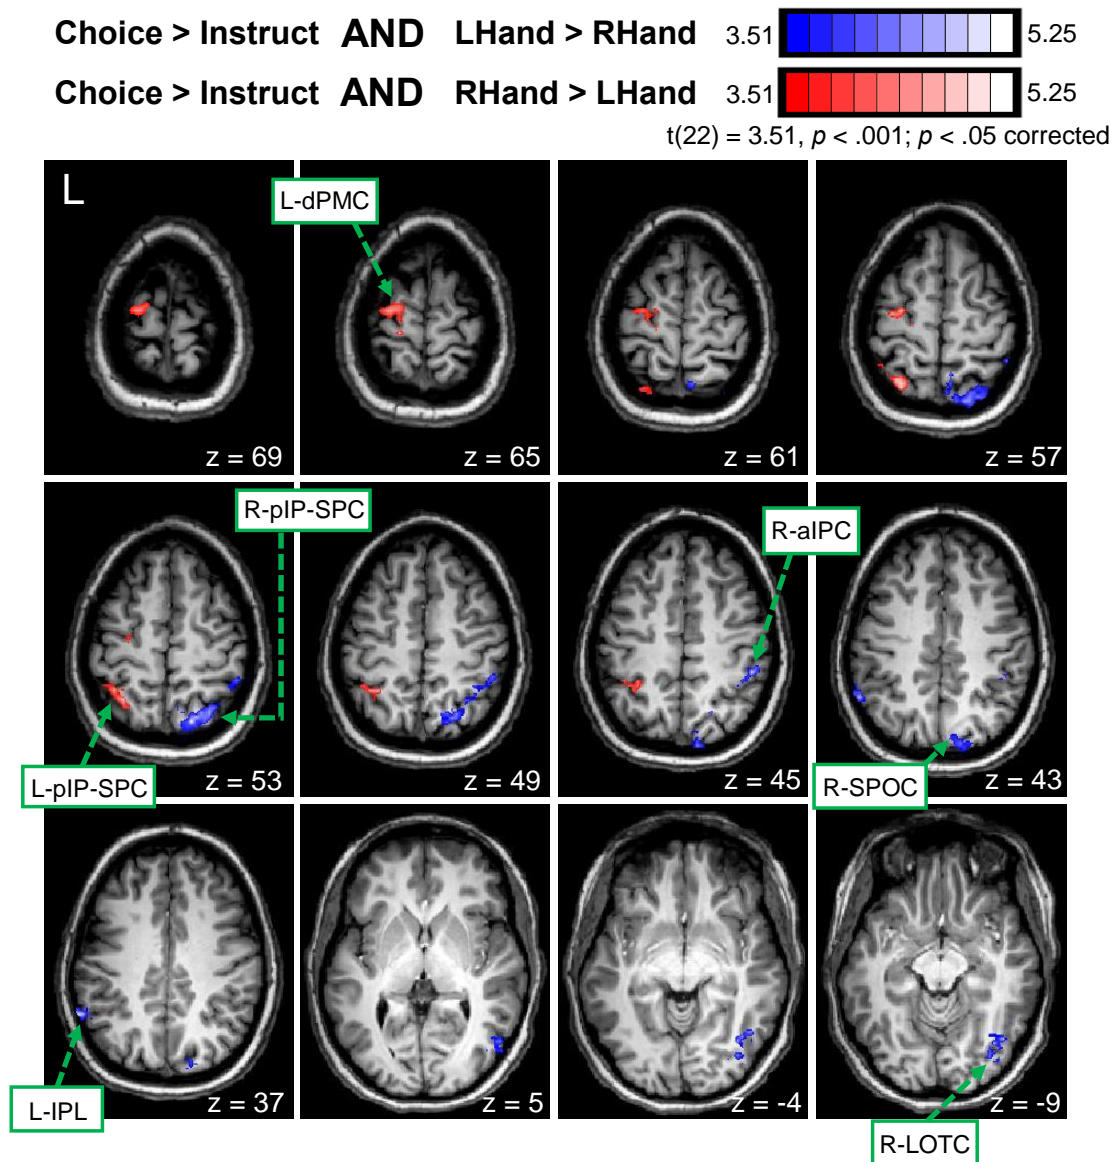 Choice > Instruct AND LHand > RHand 3.51 5.25
Choice > Instruct AND RHand > LHand 3.51 5.25
t(22) = 3.51, p < .001; p < .05 corrected
L
L-dPMC
z = 69
z = 65
z = 61
z = 57
R-pIP-SPC
R-aIPC
L-pIP-SPC
z = 53
z = 49
z = 45
R-SPOC
z = 43
L-IPL
z = 37
z = 5
z = -4
z = -9
R-LOTC